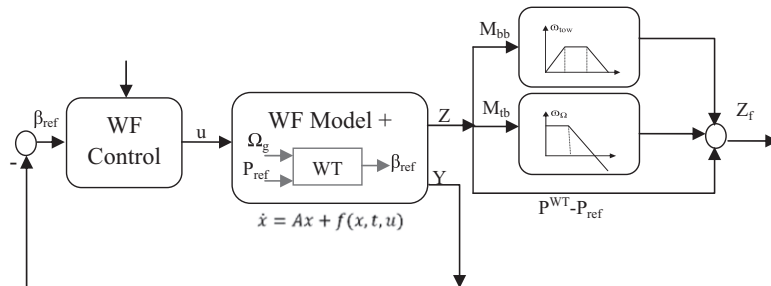 M_bb
ω_tow
β_ref
-
WF
Control
u
WF Model +
Ω_g
P_ref
WT
β_ref
ẋ = Ax + f(x, t, u)
Z
Y
M_tb
ω_Ω
P^WT-P_ref
Z_f